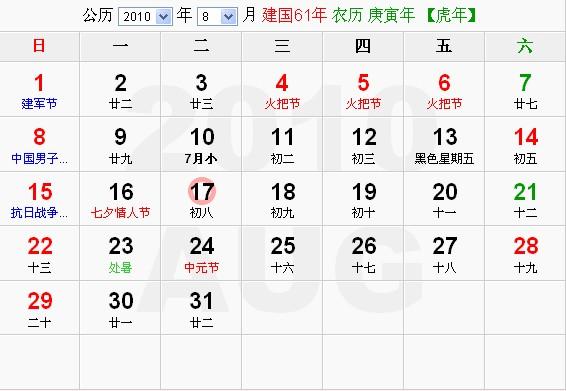 公历 2010 年 8 月 建国61年 农历 庚寅年 【虎年】
日 一 二 三 四 五 六
1 2 3 4 5 6 7
建军节 廿二 廿三 火把节 火把节 火把节 廿七
8 9 10 11 12 13 14
中国男子... 廿九 7月小 初二 初三 黑色星期五 初五
15 16 17 18 19 20 21
抗日战争... 七夕情人节 初八 初九 初十 十一 十二
22 23 24 25 26 27 28
十三 处暑 中元节 十六 十七 十八 十九
29 30 31
二十 廿一 廿二
2010
AUG